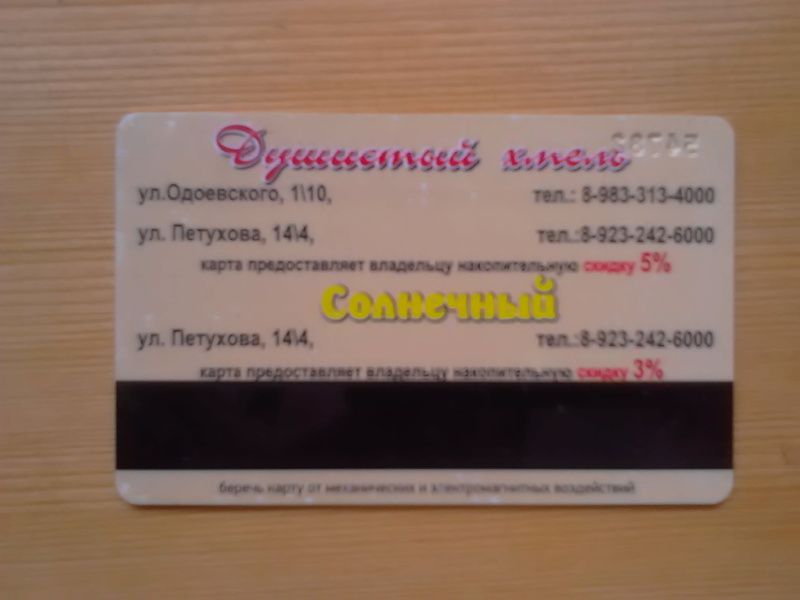 Душистый хмель
ул.Одоевского, 1\10, тел.: 8-983-313-4000
ул. Петухова, 14\4, тел.:8-923-242-6000
карта предоставляет владельцу накопительную скидку 5%
Солнечный
ул. Петухова, 14\4, тел.:8-923-242-6000
карта предоставляет владельцу накопительную скидку 3%
беречь карту от механических и электромагнитных воздействий